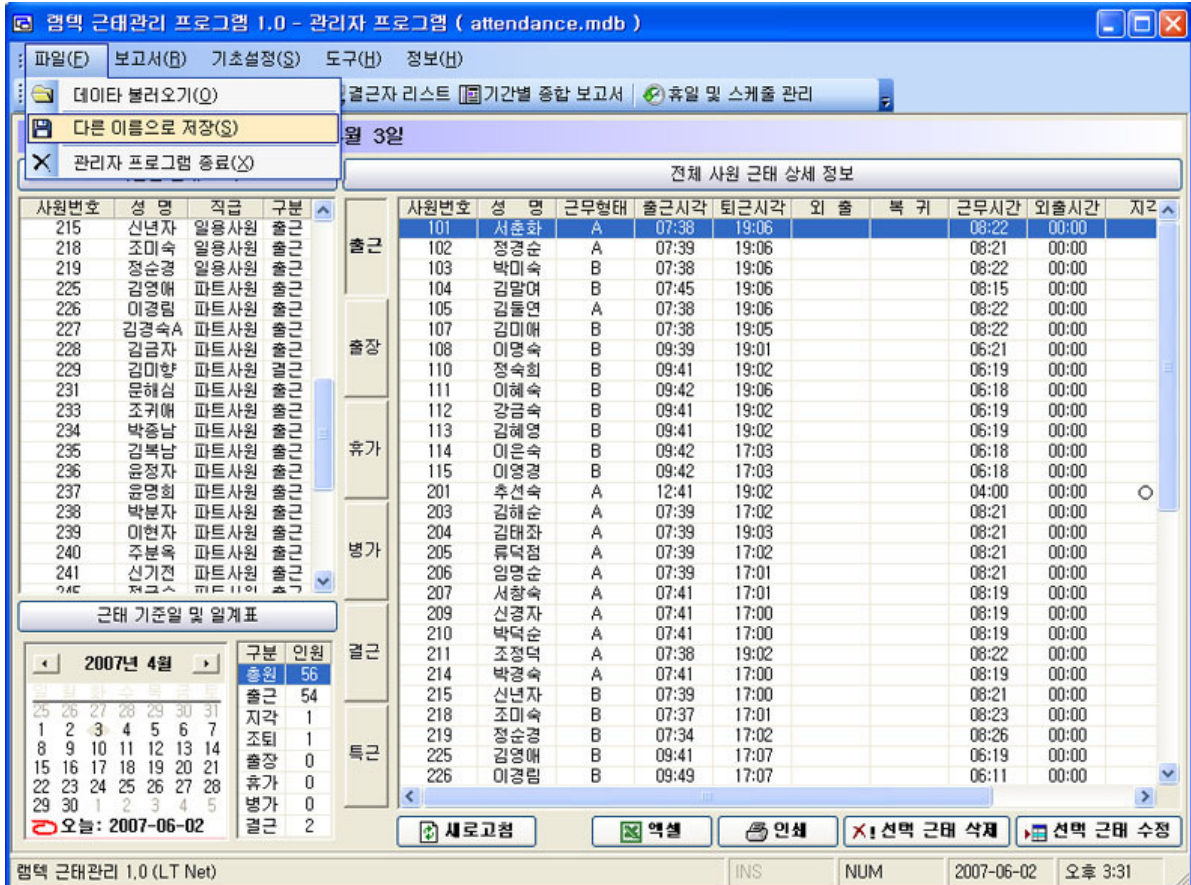 램텍 근태관리 프로그램 1.0 - 관리자 프로그램 ( attendance.mdb )
파일(F) 보고서(R) 기초설정(S) 도구(H) 정보(H)
데이타 불러오기(O)
다른 이름으로 저장(S)
관리자 프로그램 종료(X)
결근자 리스트 기간별 종합 보고서 휴일 및 스케줄 관리
월 3일
전체 사원 근태 상세 정보
사원번호 성 명 직급 구분
215 신년자 일용사원 출근
218 조미숙 일용사원 출근
219 정순경 일용사원 출근
225 김영애 파트사원 출근
226 이경림 파트사원 출근
227 김경숙A 파트사원 출근
228 김금자 파트사원 출근
229 김미향 파트사원 결근
231 문해심 파트사원 출근
233 조귀애 파트사원 출근
234 박종남 파트사원 출근
235 김복남 파트사원 출근
236 윤정자 파트사원 출근
237 윤명희 파트사원 출근
238 박분자 파트사원 출근
239 이현자 파트사원 출근
240 주분옥 파트사원 출근
241 신기전 파트사원 출근
출근
출장
휴가
병가
결근
특근
사원번호 성 명 근무형태 출근시각 퇴근시각 외 출 복 귀 근무시간 외출시간 지각
101 서춘화 A 07:38 19:06 08:22 00:00
102 정경순 A 07:39 19:06 08:21 00:00
103 박미숙 B 07:38 19:06 08:22 00:00
104 김말여 B 07:45 19:06 08:15 00:00
105 김둘연 A 07:38 19:06 08:22 00:00
107 김미애 B 07:38 19:05 08:22 00:00
108 이명숙 B 09:39 19:01 06:21 00:00
110 정숙희 B 09:41 19:02 06:19 00:00
111 이혜숙 B 09:42 19:06 06:18 00:00
112 강금숙 B 09:41 19:02 06:19 00:00
113 김혜영 B 09:41 19:02 06:19 00:00
114 이은숙 B 09:42 17:03 06:18 00:00
115 이영경 B 09:42 17:03 06:18 00:00
201 추선숙 A 12:41 19:02 04:00 00:00 O
203 김해순 A 07:39 17:02 08:21 00:00
204 김태좌 A 07:39 19:03 08:21 00:00
205 류덕점 A 07:39 17:02 08:21 00:00
206 임명순 A 07:39 17:01 08:21 00:00
207 서창숙 A 07:41 17:01 08:19 00:00
209 신경자 A 07:41 17:00 08:19 00:00
210 박덕순 A 07:41 17:00 08:19 00:00
211 조정덕 A 07:38 19:02 08:22 00:00
214 박경숙 A 07:41 17:00 08:19 00:00
215 신년자 B 07:39 17:00 08:21 00:00
218 조미숙 B 07:37 17:01 08:23 00:00
219 정순경 B 07:34 17:02 08:26 00:00
225 김영애 B 09:41 17:07 06:19 00:00
226 이경림 B 09:49 17:07 06:11 00:00
근태 기준일 및 일계표
2007년 4월
일 월 화 수 목 금 토
25 26 27 28 29 30 31
1 2 3 4 5 6 7
8 9 10 11 12 13 14
15 16 17 18 19 20 21
22 23 24 25 26 27 28
29 30 1 2 3 4 5
오늘: 2007-06-02
구분 인원
총원 56
출근 54
지각 1
조퇴 1
출장 0
휴가 0
병가 0
결근 2
새로고침 엑셀 인쇄 선택 근태 삭제 선택 근태 수정
램텍 근태관리 1.0 (LT Net) INS NUM 2007-06-02 오후 3:31